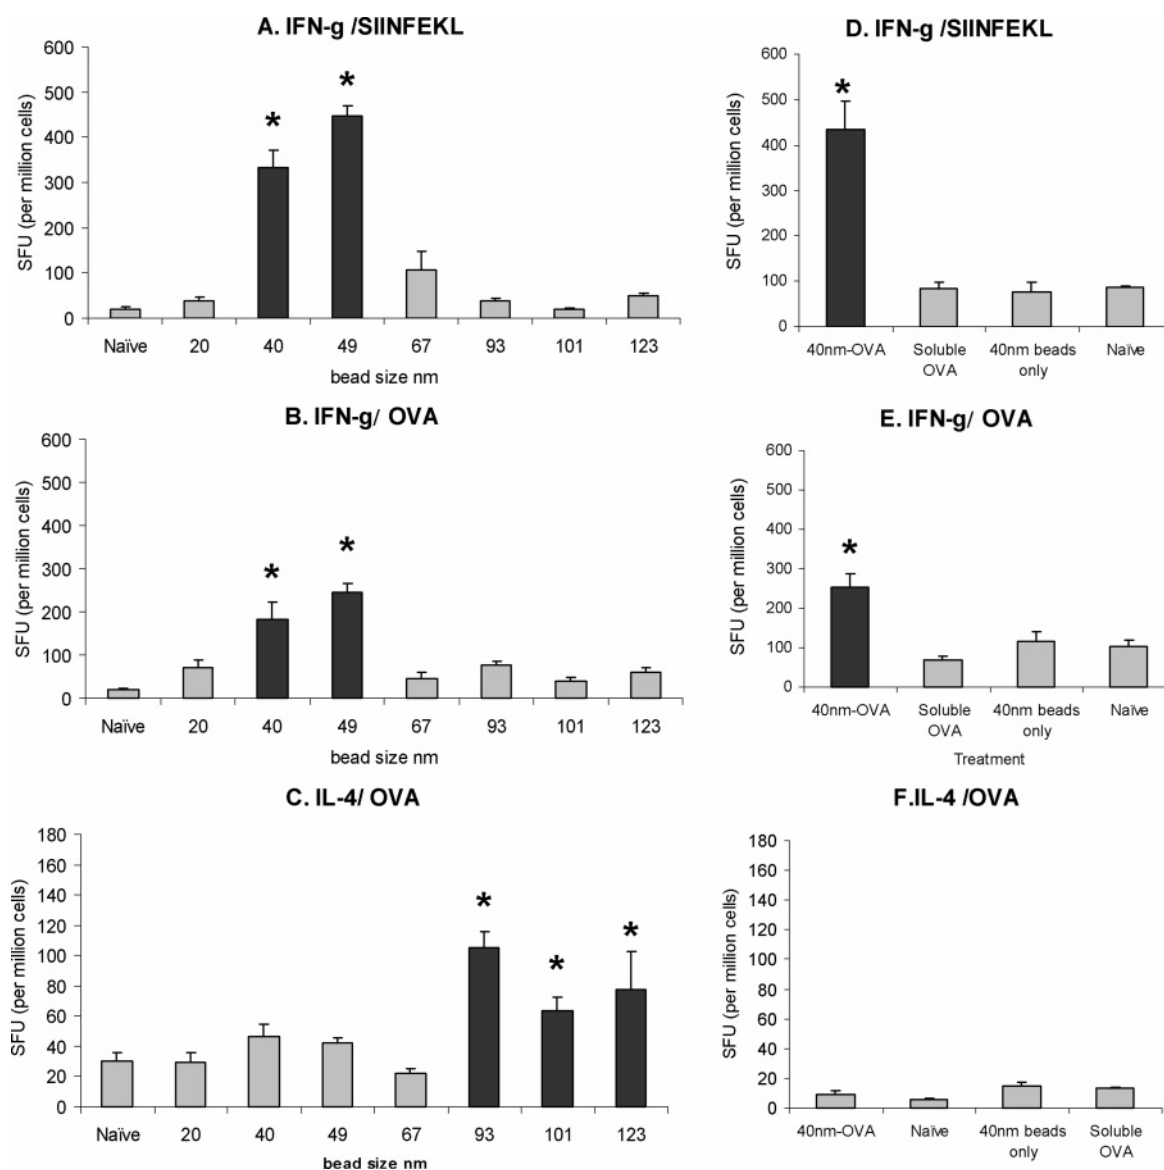 A. IFN-g /SIINFEKL
SFU (per million cells)
600
500
400
300
200
100
0
*
*
Naïve 20 40 49 67 93 101 123
bead size nm
B. IFN-g/ OVA
SFU (per million cells)
600
500
400
300
200
100
0
*
*
Naïve 20 40 49 67 93 101 123
bead size nm
C. IL-4/ OVA
SFU (per million cells)
180
160
140
120
100
80
60
40
20
0
*
*
*
Naïve 20 40 49 67 93 101 123
bead size nm
D. IFN-g /SIINFEKL
SFU (per million cells)
600
500
400
300
200
100
0
*
40nm-OVA Soluble 40nm beads Naïve
OVA only
E. IFN-g/ OVA
SFU (per million cells)
600
500
400
300
200
100
0
*
40nm-OVA Soluble 40nm beads Naïve
OVA only
Treatment
F.IL-4 /OVA
SFU (per million cells)
180
160
140
120
100
80
60
40
20
0
40nm-OVA Naïve 40nm beads Soluble
only OVA